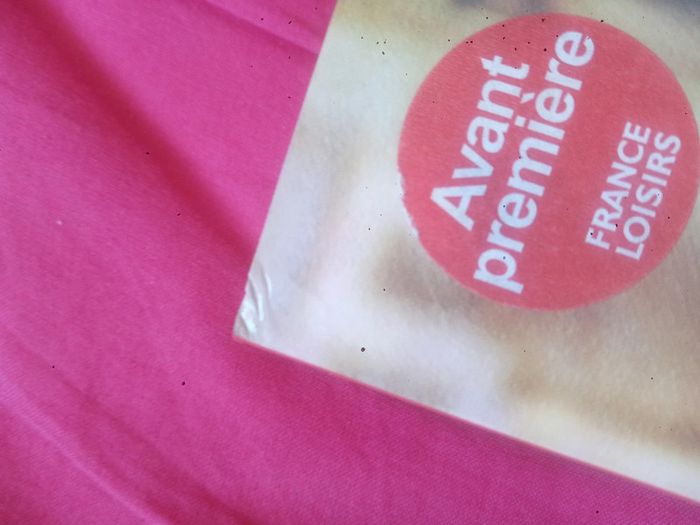 Avant
première
FRANCE
LOISIRS